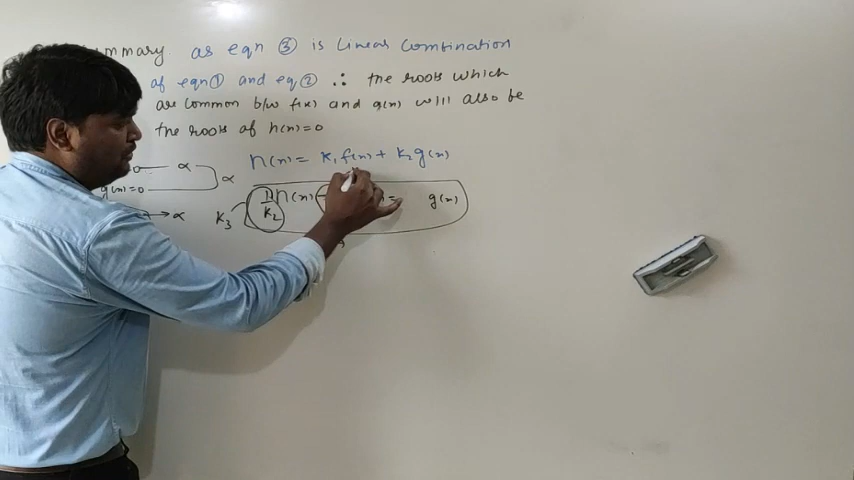 mmary. as eqn ③ is linear combination
of eqn① and eq② ∴ the roots which
are common b/w f(x) and g(x) will also be
the roots of h(x)=0
h(x)= K₁f(x)+ K₂g(x)
α α
g(x)=0
K₃ 1/K₂ h(x) - = g(x)
→α